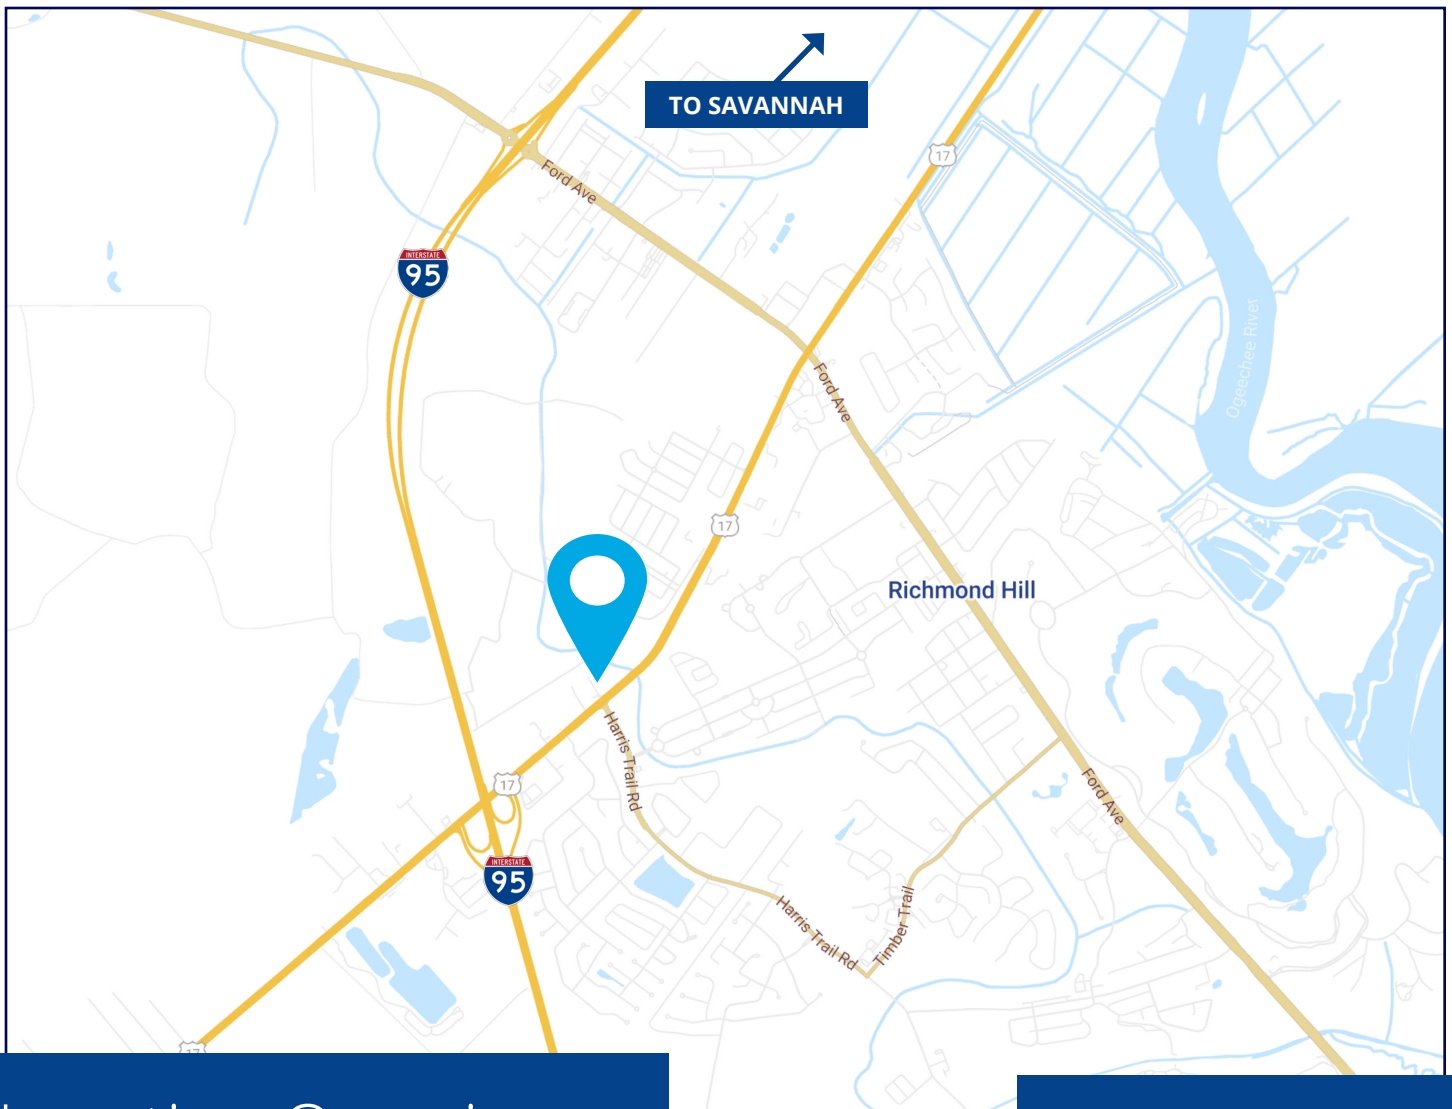 TO SAVANNAH
17
Ford Ave
INTERSTATE
95
Ogeechee River
Ford Ave
17
Richmond Hill
Harris Trail Rd
17
Ford Ave
INTERSTATE
95
Harris Trail Rd
Timber Trail
17